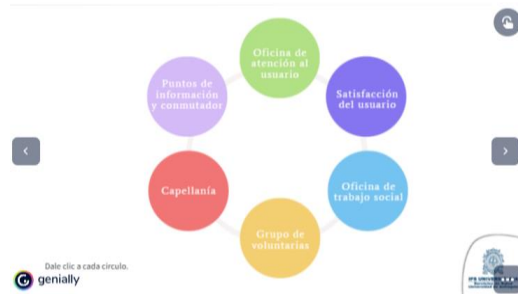 Oficina de
atención al
usuario
Satisfacción
del usuario
Oficina de
trabajo social
Grupo de
voluntarias
Capellanía
Puntos de
información
y conmutador
Dale clic a cada circulo.
genially